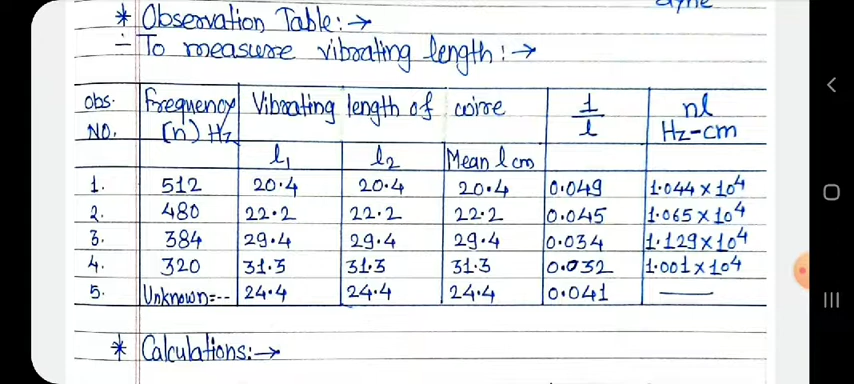 dyne
* Observation Table:→
÷ To measure vibrating length:→
Obs. NO. Frequency (n) Hz Vibrating length of wire 1/l nl Hz-cm
l₁ l₂ Mean l cm
1. 512 20.4 20.4 20.4 0.049 1.044 × 10⁴
2. 480 22.2 22.2 22.2 0.045 1.065 × 10⁴
3. 384 29.4 29.4 29.4 0.034 1.129 × 10⁴
4. 320 31.3 31.3 31.3 0.032 1.001 × 10⁴
5. Unknown=-- 24.4 24.4 24.4 0.041 —
* Calculations:→